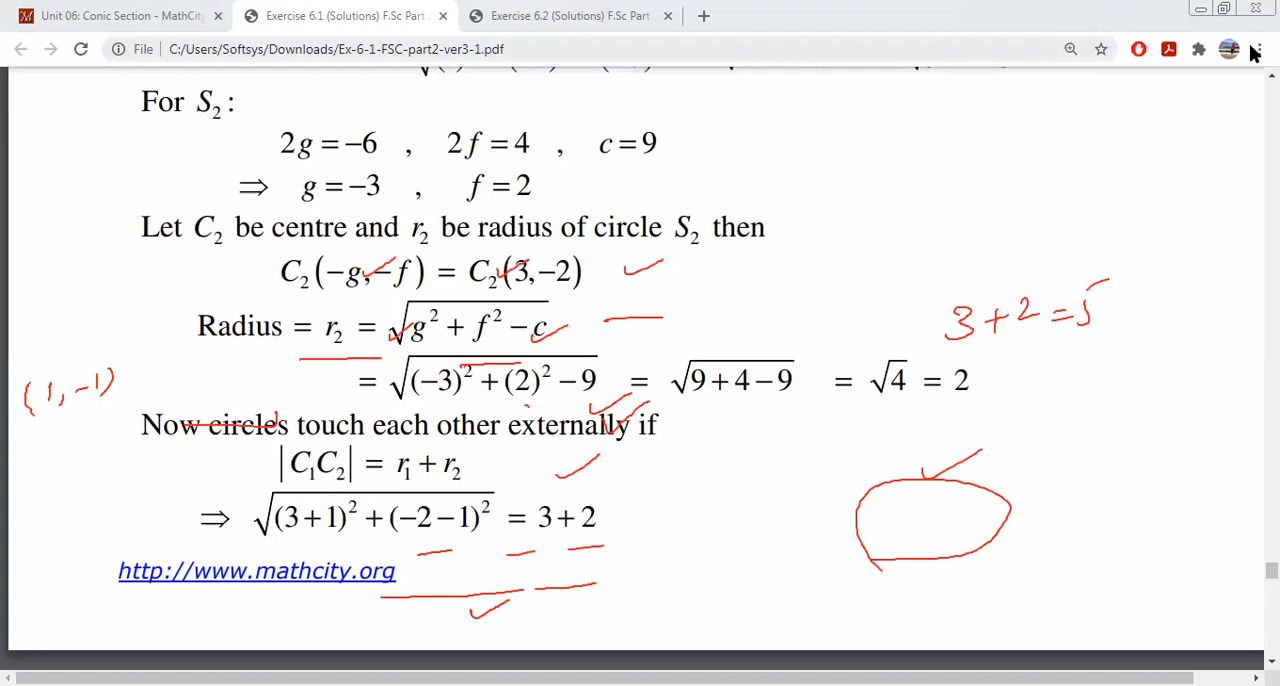 Unit 06: Conic Section - MathCity
Exercise 6.1 (Solutions) F.Sc Part
Exercise 6.2 (Solutions) F.Sc Part
File C:/Users/Softsys/Downloads/Ex-6-1-FSC-part2-ver3-1.pdf
For S₂ :
2g = −6 , 2f = 4 , c = 9
⇒ g = −3 , f = 2
Let C₂ be centre and r₂ be radius of circle S₂ then
C₂(−g, −f) = C₂(3, −2)
Radius = r₂ = √(g² + f² − c)
3+2=5
= √((−3)² + (2)² − 9) = √(9 + 4 − 9) = √4 = 2
(1, -1)
Now circles touch each other externally if
|C₁C₂| = r₁ + r₂
⇒ √((3+1)² + (−2−1)²) = 3 + 2
http://www.mathcity.org